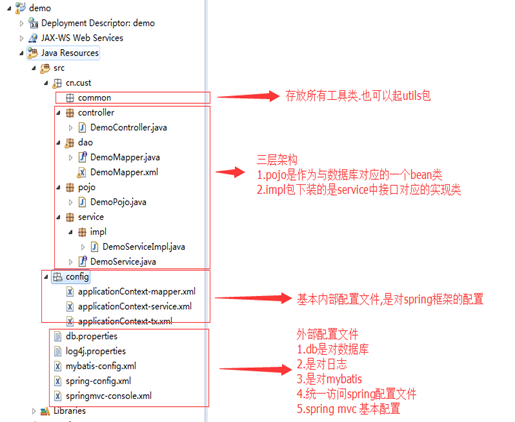 demo
Deployment Descriptor: demo
JAX-WS Web Services
Java Resources
src
cn.cust
common
存放所有工具类.也可以起utils包
controller
DemoController.java
dao
DemoMapper.java
DemoMapper.xml
pojo
DemoPojo.java
service
impl
DemoServiceImpl.java
DemoService.java
三层架构
1.pojo是作为与数据库对应的一个bean类
2.impl包下装的是service中接口对应的实现类
config
applicationContext-mapper.xml
applicationContext-service.xml
applicationContext-tx.xml
基本内部配置文件,是对spring框架的配置
db.properties
log4j.properties
mybatis-config.xml
spring-config.xml
springmvc-console.xml
外部配置文件
1.db是对数据库
2.是对日志
3.是对mybatis
4.统一访问spring配置文件
5.spring mvc 基本配置
Libraries